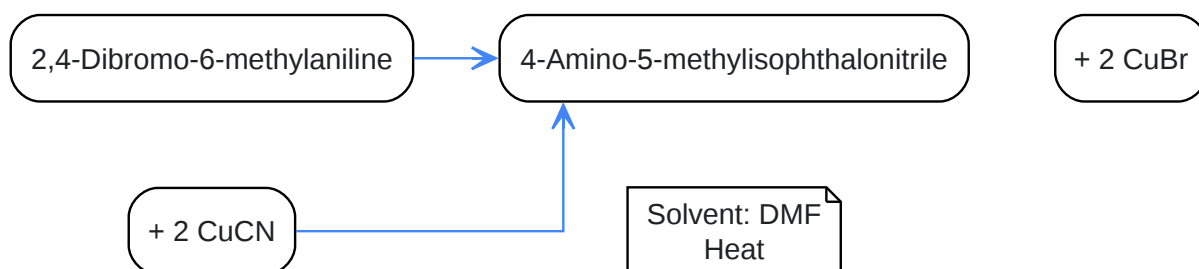 2,4-Dibromo-6-methylaniline
4-Amino-5-methylisophthalonitrile
+ 2 CuBr
+ 2 CuCN
Solvent: DMF
Heat